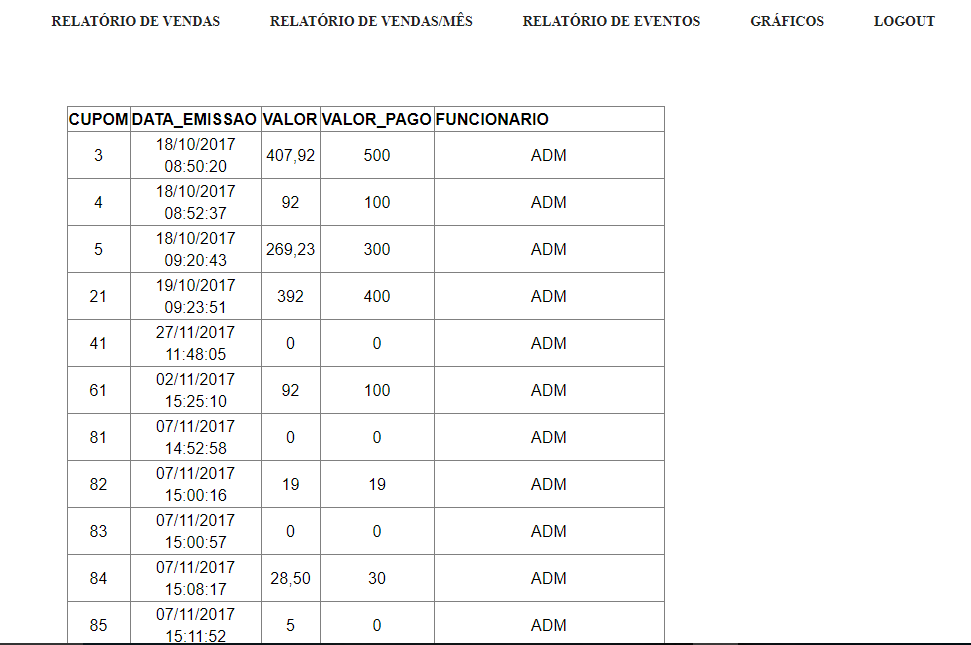 RELATÓRIO DE VENDAS RELATÓRIO DE VENDAS/MÊS RELATÓRIO DE EVENTOS GRÁFICOS LOGOUT
CUPOM DATA_EMISSAO VALOR VALOR_PAGO FUNCIONARIO
3 18/10/2017 08:50:20 407,92 500 ADM
4 18/10/2017 08:52:37 92 100 ADM
5 18/10/2017 09:20:43 269,23 300 ADM
21 19/10/2017 09:23:51 392 400 ADM
41 27/11/2017 11:48:05 0 0 ADM
61 02/11/2017 15:25:10 92 100 ADM
81 07/11/2017 14:52:58 0 0 ADM
82 07/11/2017 15:00:16 19 19 ADM
83 07/11/2017 15:00:57 0 0 ADM
84 07/11/2017 15:08:17 28,50 30 ADM
85 07/11/2017 15:11:52 5 0 ADM